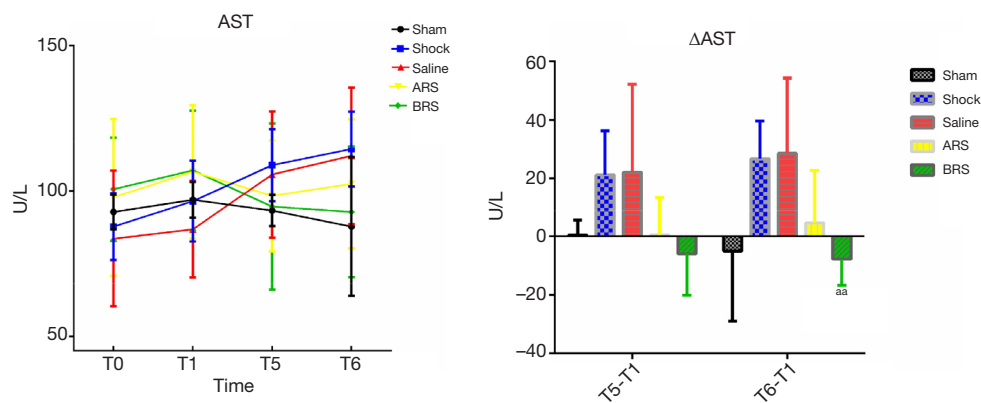 AST
150
100
50
U/L
T0 T1 T5 T6
Time
Sham
Shock
Saline
ARS
BRS
ΔAST
60
40
20
0
−20
−40
U/L
aa
T5-T1 T6-T1
Sham
Shock
Saline
ARS
BRS